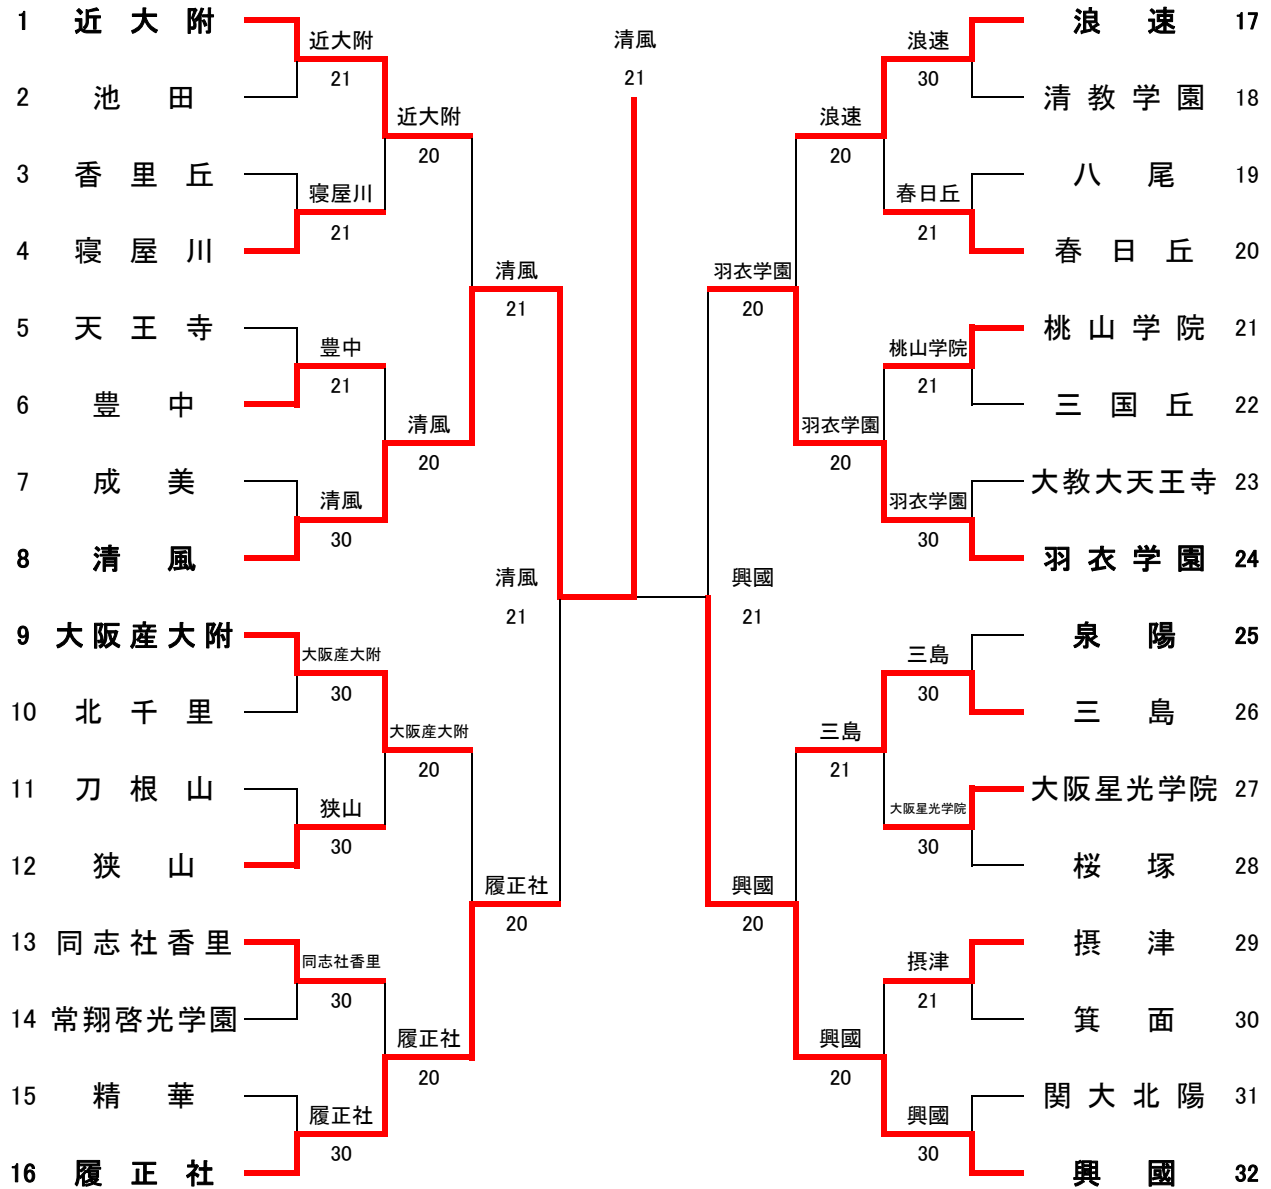 1 近大附
2 池田
3 香里丘
4 寝屋川
5 天王寺
6 豊中
7 成美
8 清風
9 大阪産大附
10 北千里
11 刀根山
12 狭山
13 同志社香里
14 常翔啓光学園
15 精華
16 履正社
近大附
21
寝屋川
21
豊中
21
清風
30
大阪産大附
30
狭山
30
同志社香里
30
履正社
30
近大附
20
清風
20
大阪産大附
20
履正社
20
清風
21
履正社
20
清風
21
清風
21
興國
21
羽衣学園
20
興國
20
浪速
20
羽衣学園
20
三島
21
興國
20
浪速
30
春日丘
21
桃山学院
21
羽衣学園
30
三島
30
大阪星光学院
30
摂津
21
興國
30
浪速 17
清教学園 18
八尾 19
春日丘 20
桃山学院 21
三国丘 22
大教大天王寺 23
羽衣学園 24
泉陽 25
三島 26
大阪星光学院 27
桜塚 28
摂津 29
箕面 30
関大北陽 31
興國 32